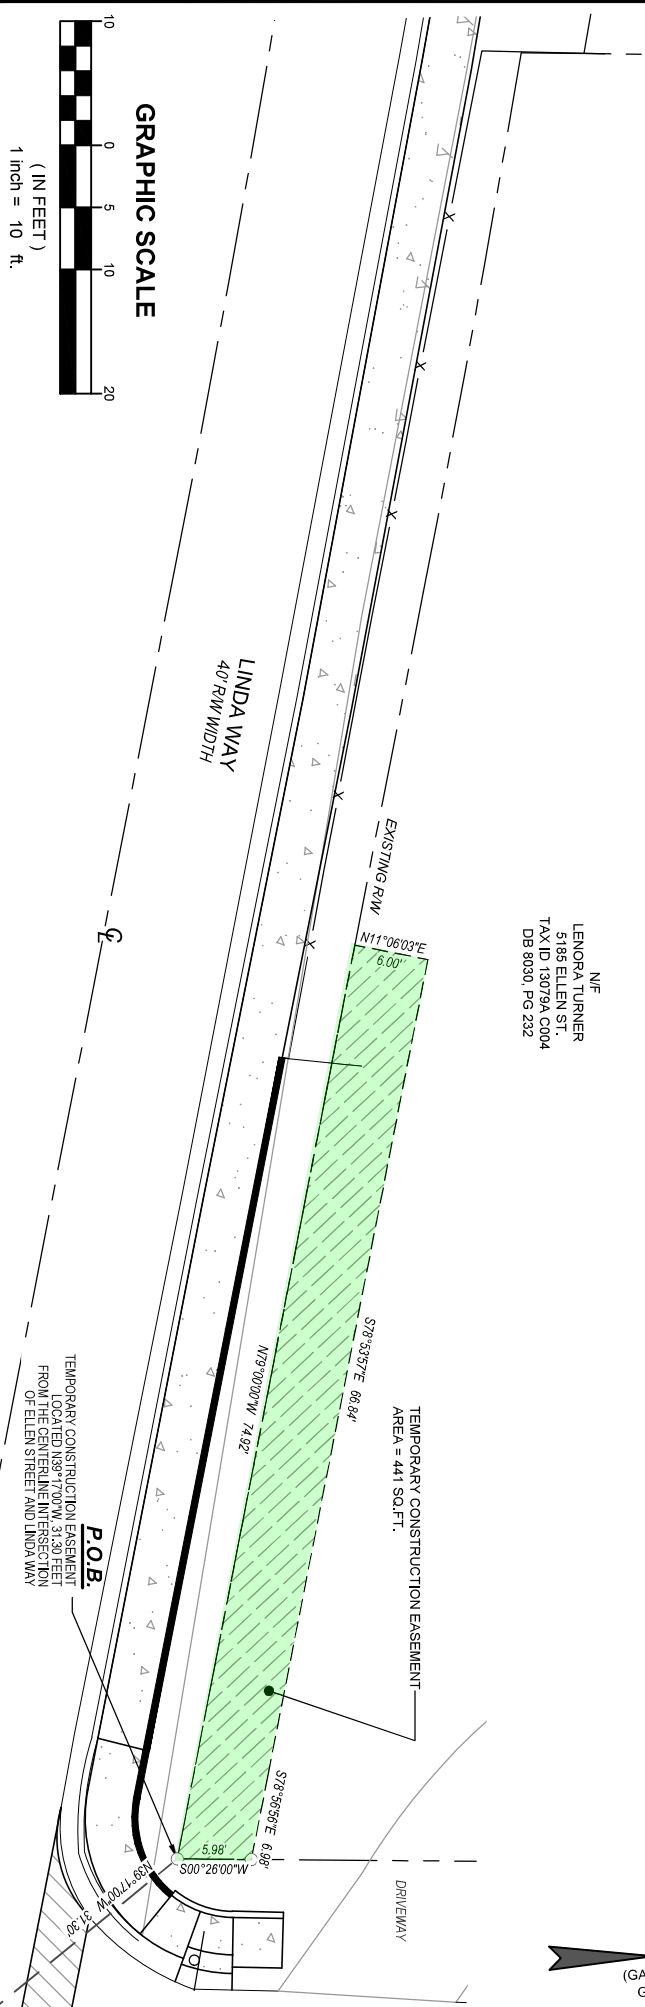 GRAPHIC SCALE
10
0
5
10
20
( IN FEET )
1 inch = 10 ft.
LINDA WAY
40' R/W WIDTH
EXISTING R/W
N/F
LENORA TURNER
5185 ELLEN ST.
TAX ID 13079A C004
DB 8030, PG 232
N11°06'03"E
6.00'
S78°53'57"E 66.84'
N79°00'00"W 74.92'
TEMPORARY CONSTRUCTION EASEMENT
AREA = 441 SQ.FT.
P.O.B.
TEMPORARY CONSTRUCTION EASEMENT
LOCATED N39°17'00"W, 31.30 FEET
FROM THE CENTERLINE INTERSECTION
OF ELLEN STREET AND LINDA WAY
S78°56'56"E 6.98'
5.98'
S00°26'00"W
N39°17'00"W 31.30'
DRIVEWAY
(GA
G